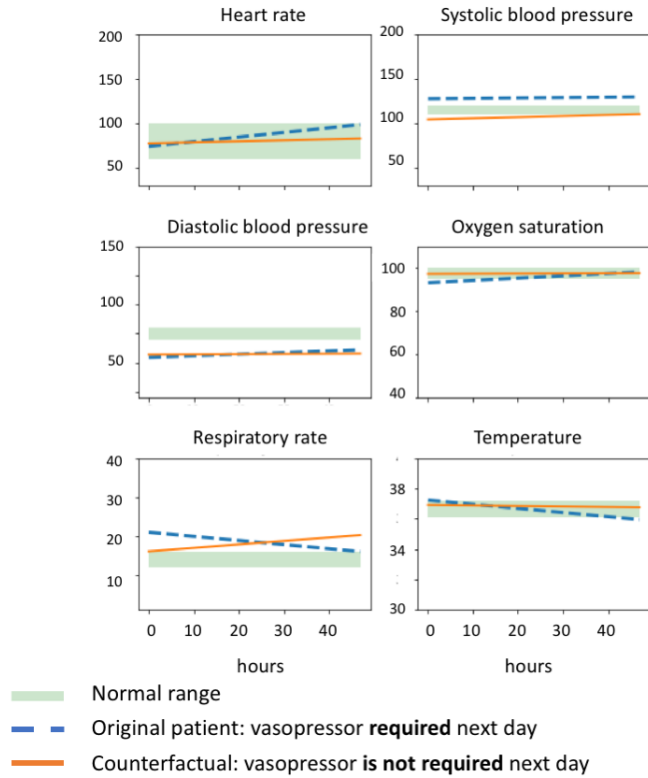 Heart rate
Systolic blood pressure
200
150
100
50
200
150
100
50
Diastolic blood pressure
Oxygen saturation
150
100
50
100
80
60
40
Respiratory rate
Temperature
40
30
20
10
38
36
34
30
0 10 20 30 40
0 10 20 30 40
hours
hours
Normal range
Original patient: vasopressor required next day
Counterfactual: vasopressor is not required next day